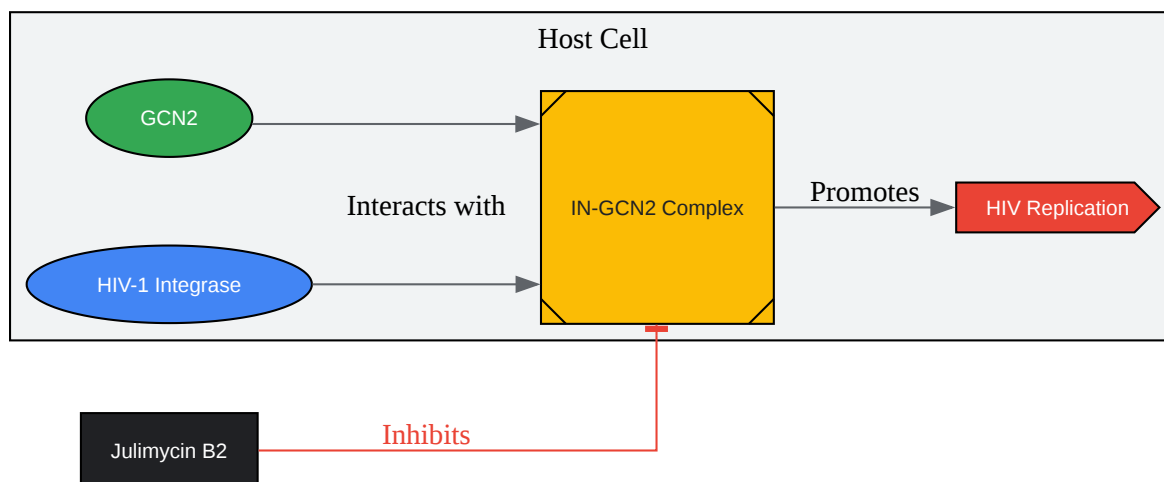 Host Cell
GCN2
Interacts with
IN-GCN2 Complex
Promotes
HIV Replication
HIV-1 Integrase
Inhibits
Julimycin B2